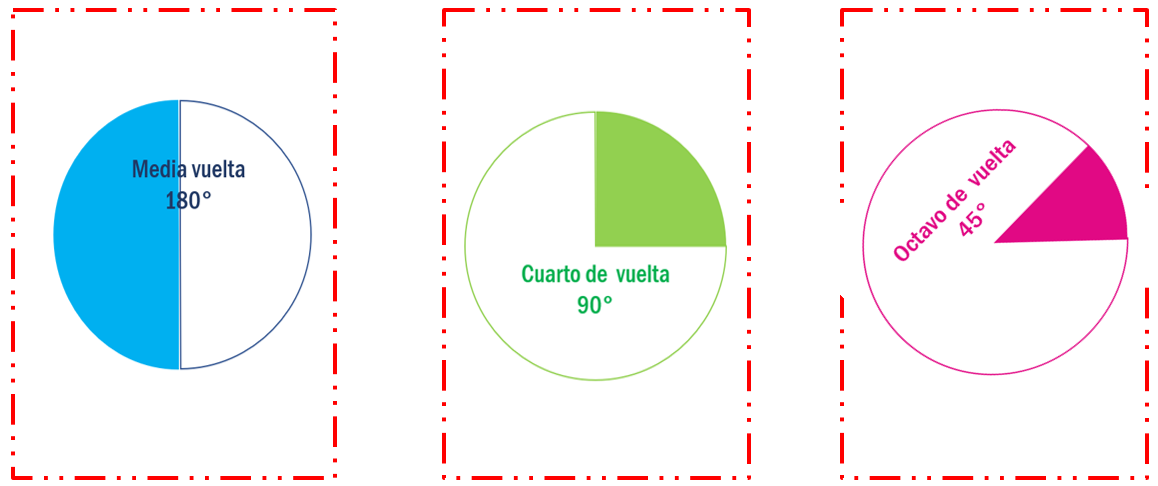 Media vuelta
180°
Cuarto de vuelta
90°
Octavo de vuelta
45°